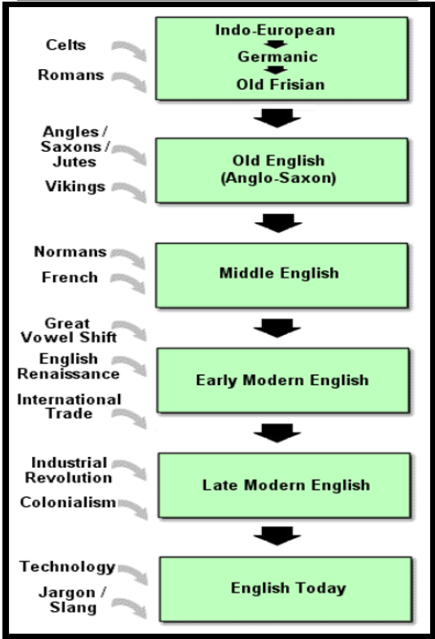 Celts
Romans
Indo-European
Germanic
Old Frisian
Angles /
Saxons /
Jutes
Vikings
Old English
(Anglo-Saxon)
Normans
French
Middle English
Great
Vowel Shift
English
Renaissance
International
Trade
Early Modern English
Industrial
Revolution
Colonialism
Late Modern English
Technology
Jargon /
Slang
English Today